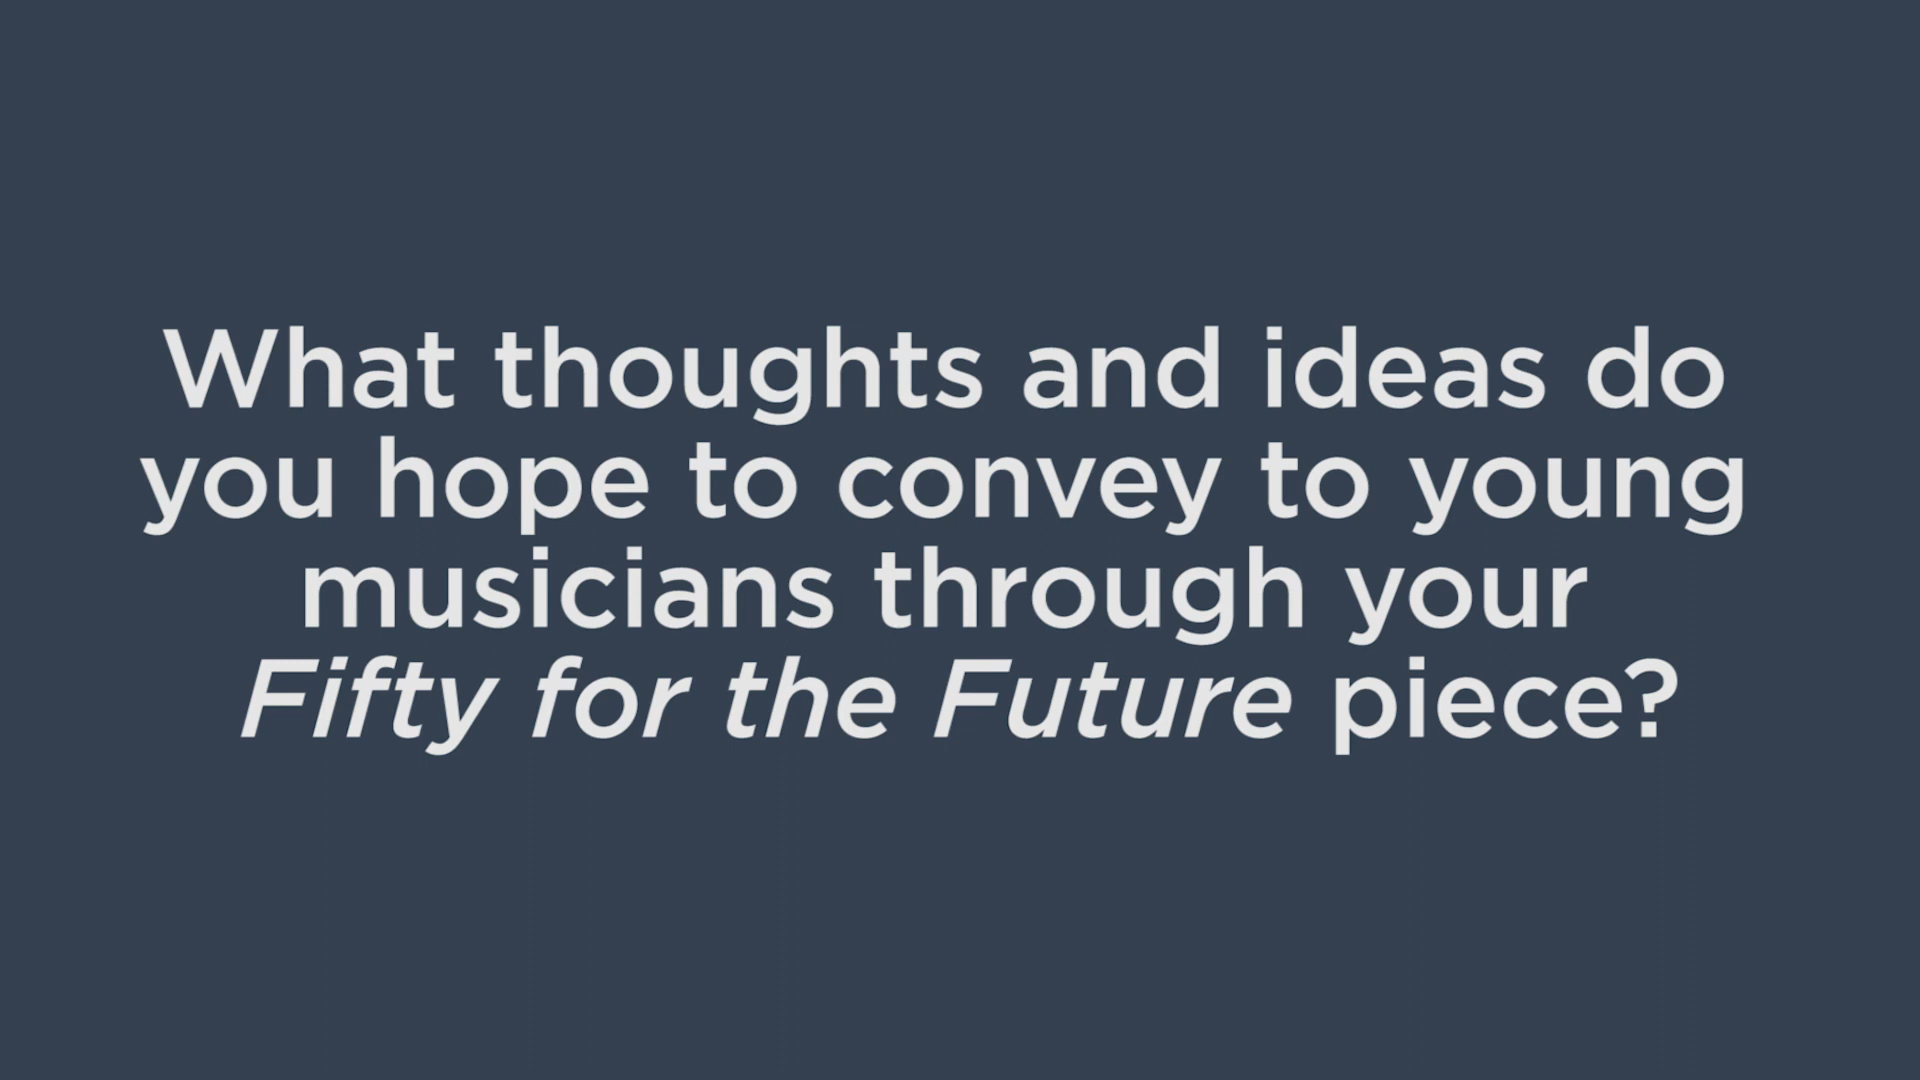 What thoughts and ideas do
you hope to convey to young
musicians through your
Fifty for the Future piece?